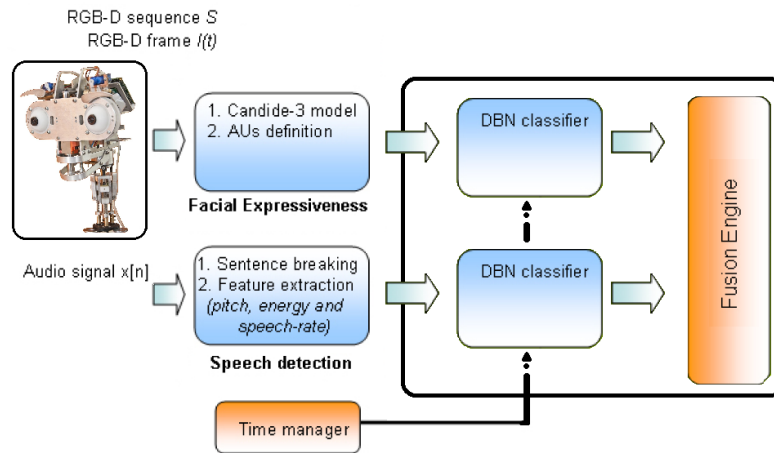 RGB-D sequence S
RGB-D frame I(t)
1. Candide-3 model
2. AUs definition
Facial Expressiveness
DBN classifier
Audio signal x[n]
1. Sentence breaking
2. Feature extraction
(pitch, energy and
speech-rate)
Speech detection
DBN classifier
Fusion Engine
Time manager